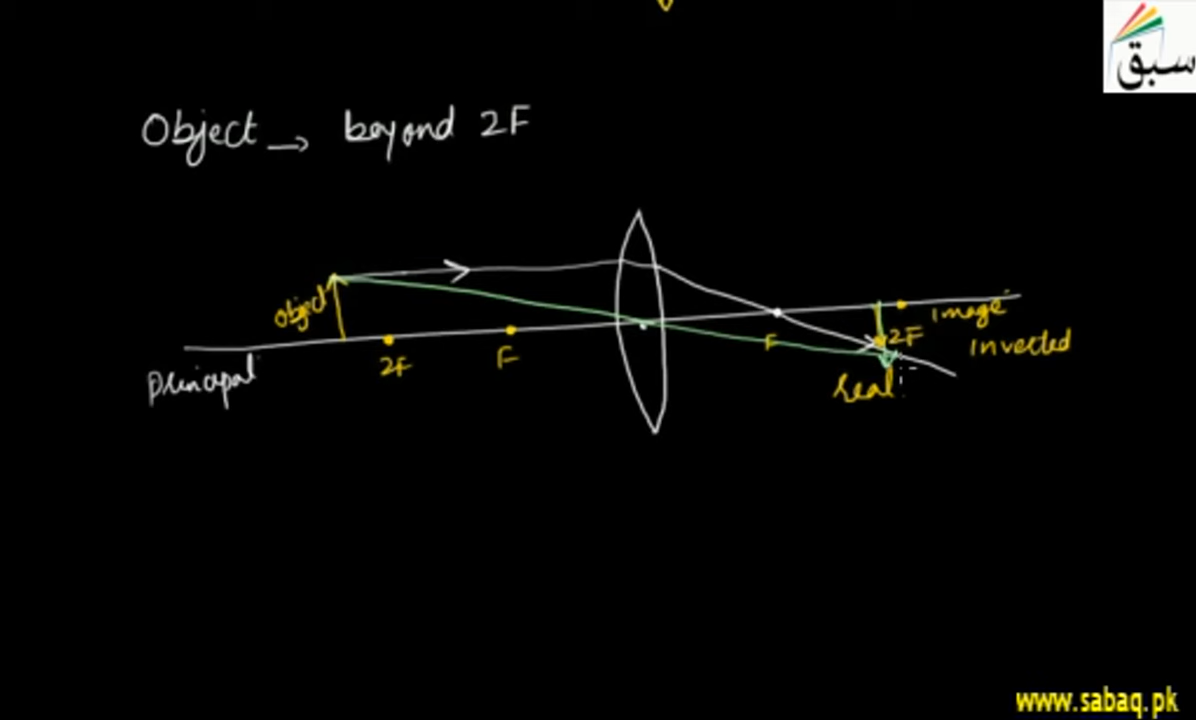 سبق
Object → beyond 2F
Object
Principal
2F
F
F
2F
image
inverted
real
www.sabaq.pk